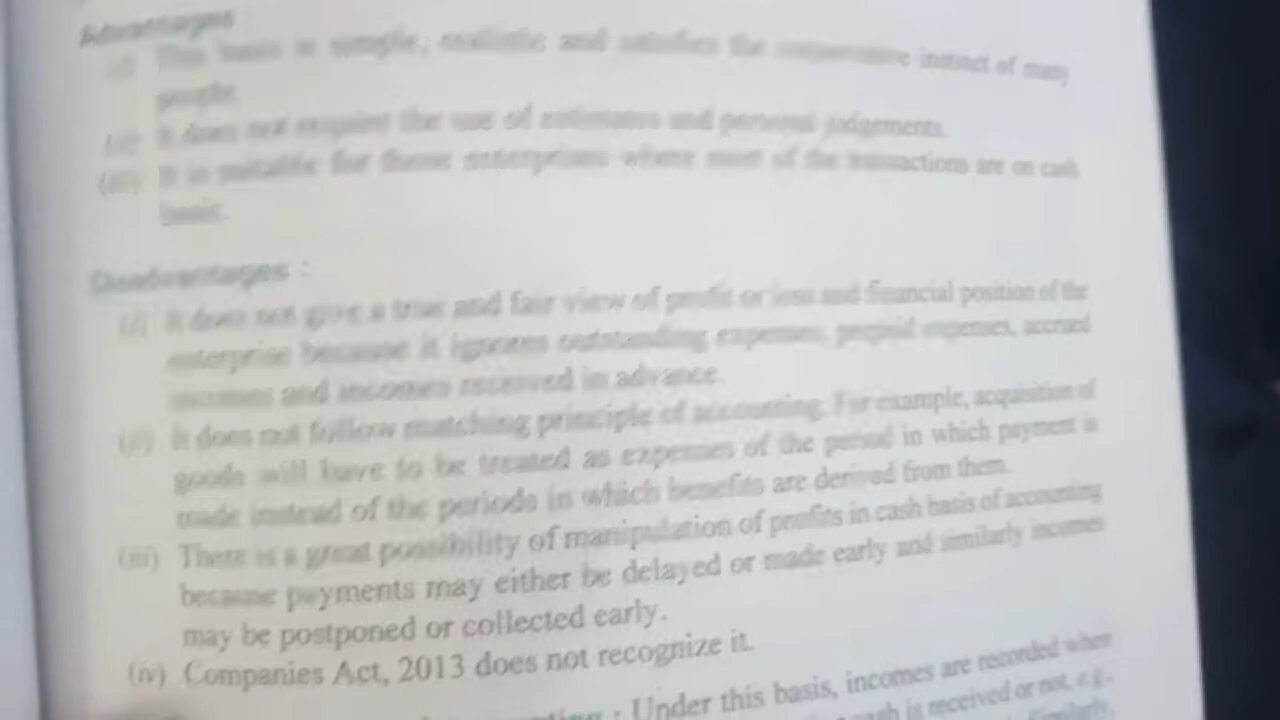 Advantages
(i) This basis is simple, realistic and satisfies the conservative instinct of many
people.
(ii) It does not require the use of estimates and personal judgements.
(iii) It is suitable for those enterprises where most of the transactions are on cash
basis.
Disadvantages :
(i) It does not give a true and fair view of profit or loss and financial position of the
enterprise because it ignores outstanding expenses, prepaid expenses, accrued
incomes and incomes received in advance.
(ii) It does not follow matching principle of accounting. For example, acquisition of
goods will have to be treated as expenses of the period in which payment is
made instead of the periods in which benefits are derived from them.
(iii) There is a great possibility of manipulation of profits in cash basis of accounting
because payments may either be delayed or made early and similarly incomes
may be postponed or collected early.
(iv) Companies Act, 2013 does not recognize it.
: Under this basis, incomes are recorded when
cash is received or not, e.g.,
Similarly,